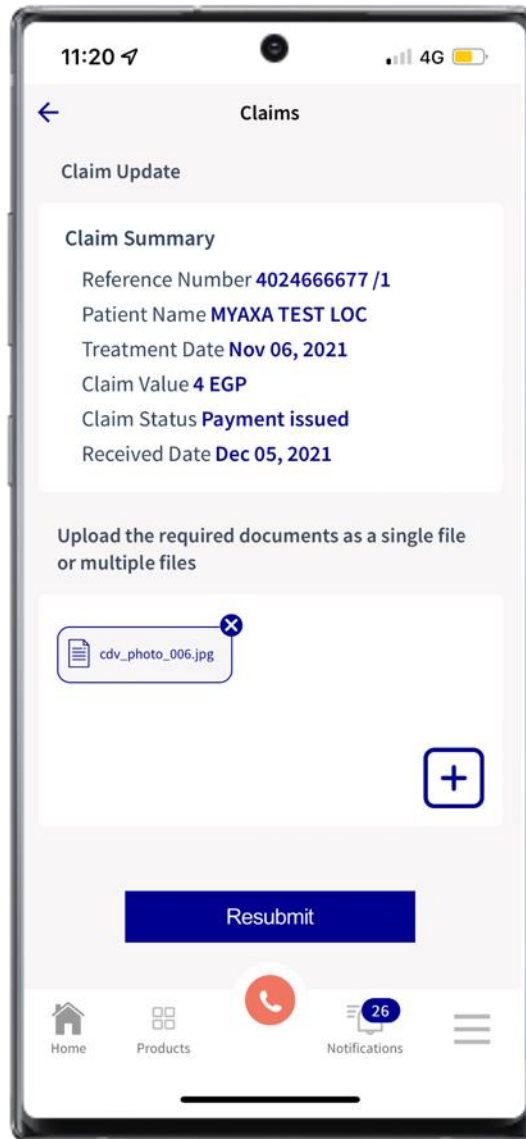 11:20
4G
Claims
Claim Update
Claim Summary
Reference Number 4024666677 /1
Patient Name MYAXA TEST LOC
Treatment Date Nov 06, 2021
Claim Value 4 EGP
Claim Status Payment issued
Received Date Dec 05, 2021
Upload the required documents as a single file
or multiple files
cdv_photo_006.jpg
Resubmit
26
Home
Products
Notifications